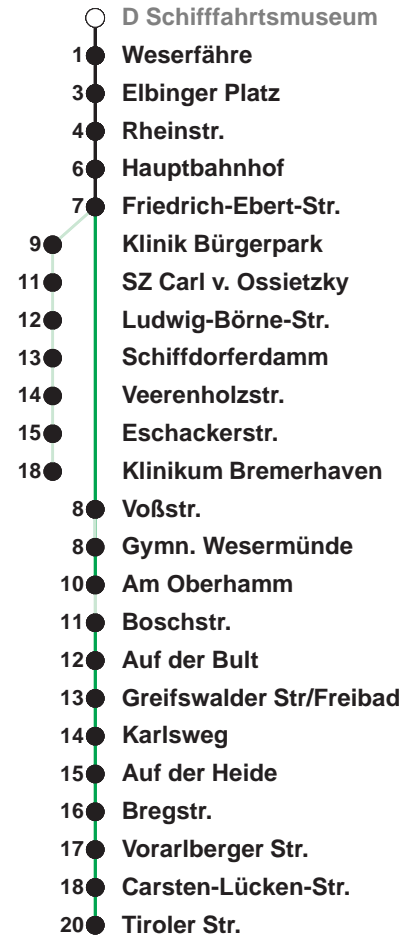 D Schifffahrtsmuseum
1 Weserfähre
3 Elbinger Platz
4 Rheinstr.
6 Hauptbahnhof
7 Friedrich-Ebert-Str.
9 Klinik Bürgerpark
11 SZ Carl v. Ossietzky
12 Ludwig-Börne-Str.
13 Schiffdorferdamm
14 Veerenholzstr.
15 Eschackerstr.
18 Klinikum Bremerhaven
8 Voßstr.
8 Gymn. Wesermünde
10 Am Oberhamm
11 Boschstr.
12 Auf der Bult
13 Greifswalder Str/Freibad
14 Karlsweg
15 Auf der Heide
16 Bregstr.
17 Vorarlberger Str.
18 Carsten-Lücken-Str.
20 Tiroler Str.